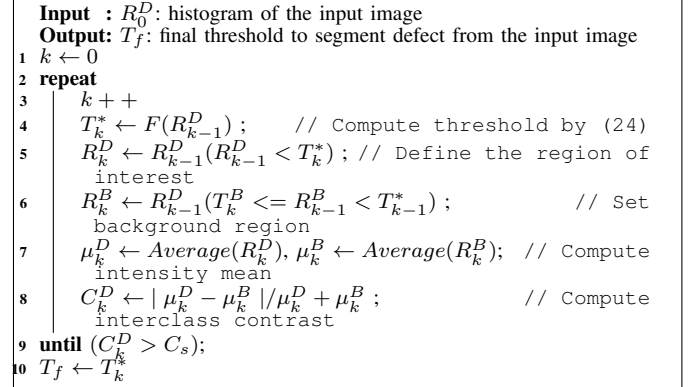 Input : R_0^D: histogram of the input image
Output: T_f: final threshold to segment defect from the input image
1 k ← 0
2 repeat
3 k + +
4 T_k^* ← F(R_{k-1}^D) ; // Compute threshold by (24)
5 R_k^D ← R_{k-1}^D(R_{k-1}^D < T_k^*) ; // Define the region of
interest
6 R_k^B ← R_{k-1}^D(T_k^B <= R_{k-1}^B < T_{k-1}^*) ; // Set
background region
7 μ_k^D ← Average(R_k^D), μ_k^B ← Average(R_k^B); // Compute
intensity mean
8 C_k^D ← | μ_k^D − μ_k^B |/μ_k^D + μ_k^B ; // Compute
interclass contrast
9 until (C_k^D > C_s);
10 T_f ← T_k^*